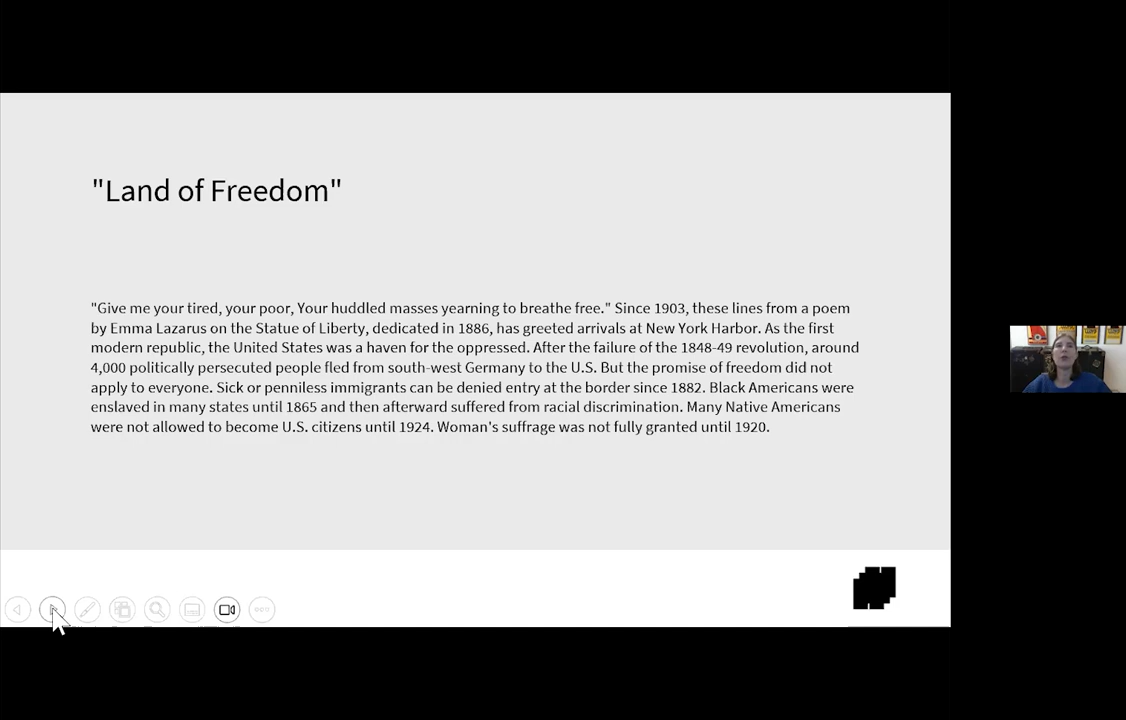 "Land of Freedom"
"Give me your tired, your poor, Your huddled masses yearning to breathe free." Since 1903, these lines from a poem
by Emma Lazarus on the Statue of Liberty, dedicated in 1886, has greeted arrivals at New York Harbor. As the first
modern republic, the United States was a haven for the oppressed. After the failure of the 1848-49 revolution, around
4,000 politically persecuted people fled from south-west Germany to the U.S. But the promise of freedom did not
apply to everyone. Sick or penniless immigrants can be denied entry at the border since 1882. Black Americans were
enslaved in many states until 1865 and then afterward suffered from racial discrimination. Many Native Americans
were not allowed to become U.S. citizens until 1924. Woman's suffrage was not fully granted until 1920.